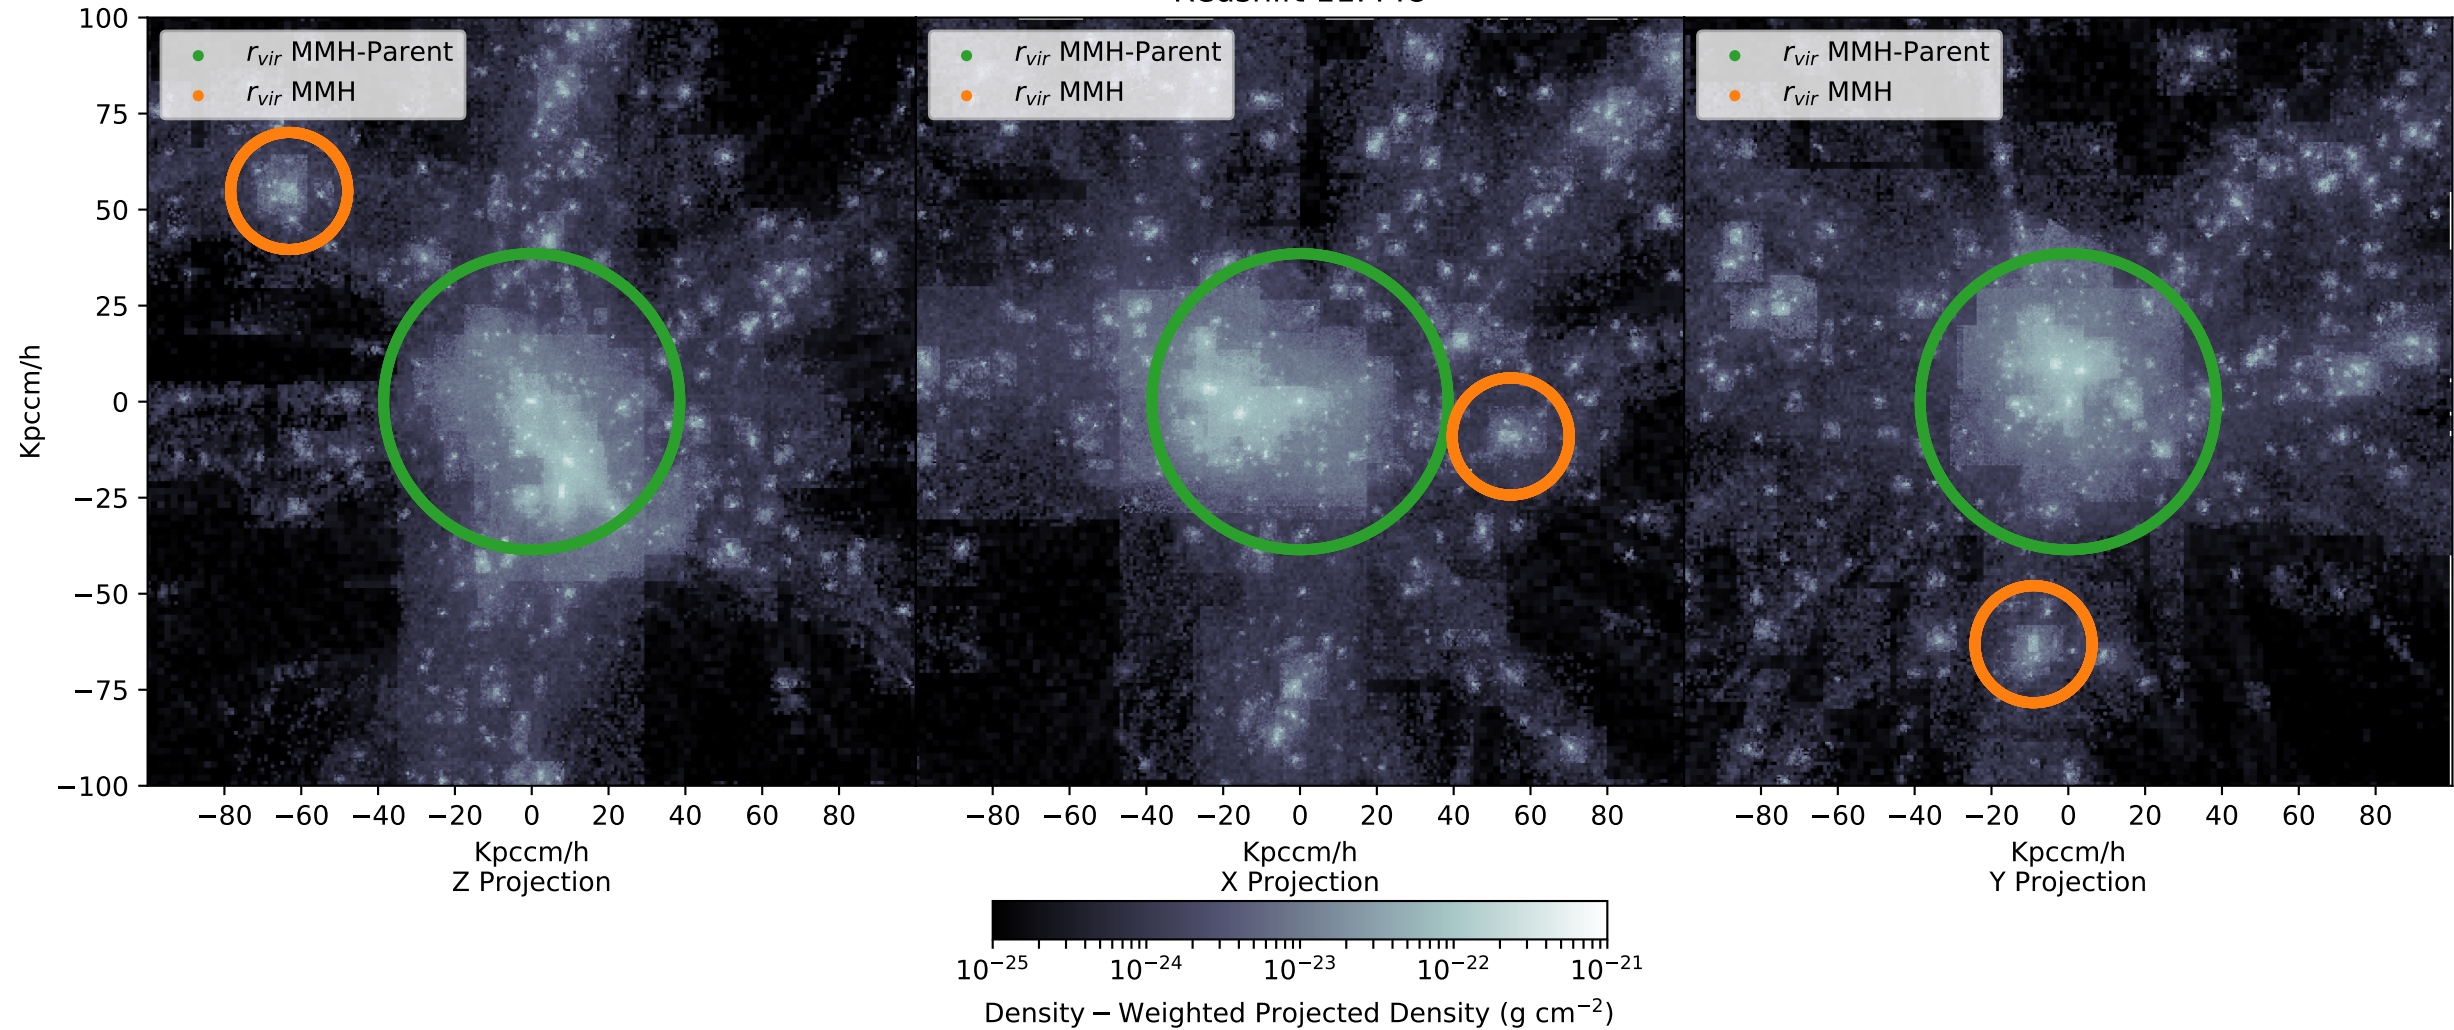 100
75
50
25
0
−25
−50
−75
−100
Kpccm/h
r_vir MMH-Parent
r_vir MMH
r_vir MMH-Parent
r_vir MMH
r_vir MMH-Parent
r_vir MMH
−80 −60 −40 −20 0 20 40 60 80
−80 −60 −40 −20 0 20 40 60 80
−80 −60 −40 −20 0 20 40 60 80
Kpccm/h
Z Projection
Kpccm/h
X Projection
Kpccm/h
Y Projection
10⁻²⁵ 10⁻²⁴ 10⁻²³ 10⁻²² 10⁻²¹
Density − Weighted Projected Density (g cm⁻²)